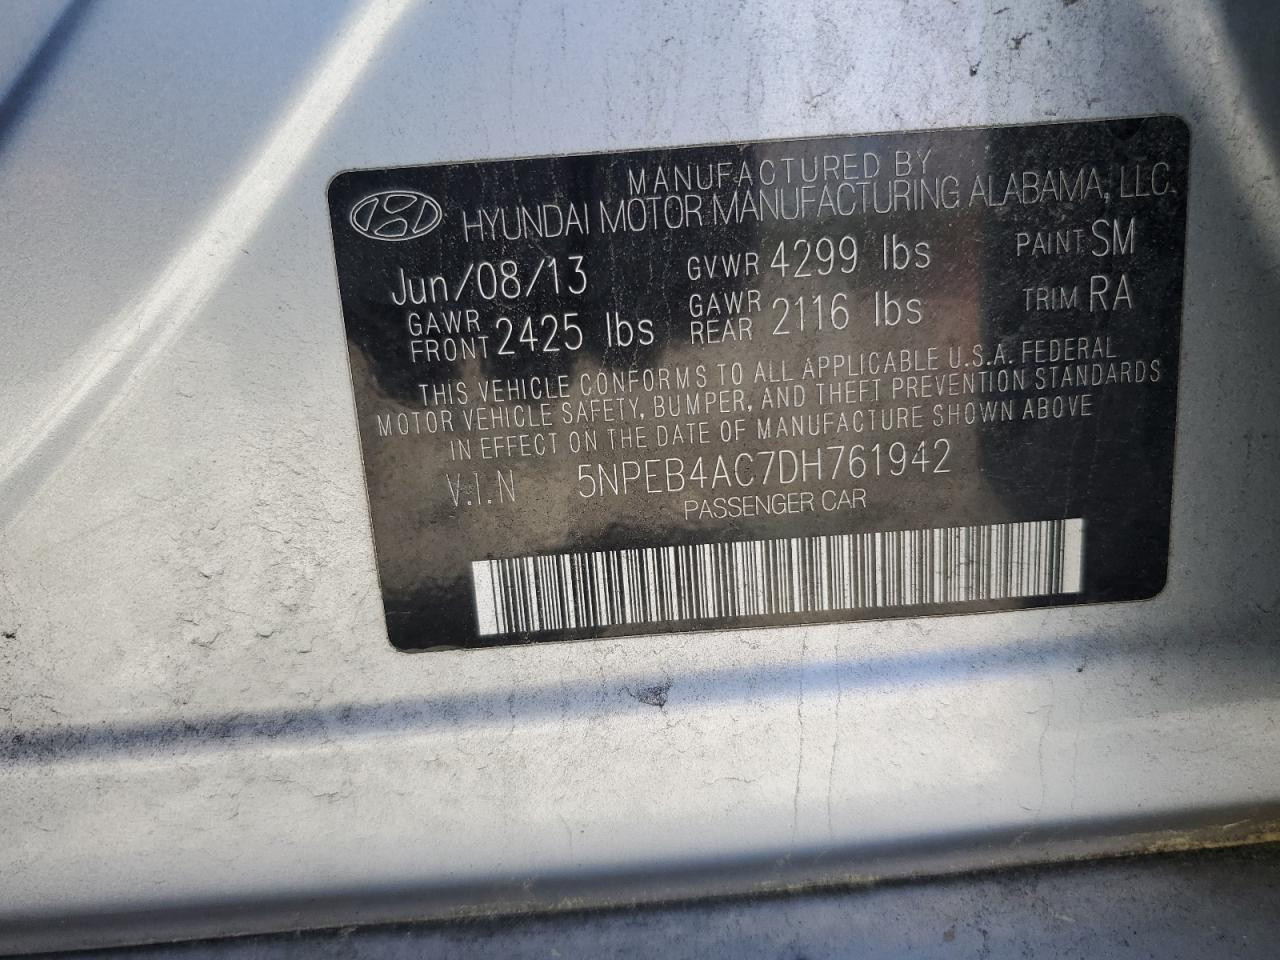 MANUFACTURED BY
HYUNDAI MOTOR MANUFACTURING ALABAMA, LLC.
Jun/08/13 GVWR 4299 lbs PAINT SM
GAWR FRONT 2425 lbs GAWR REAR 2116 lbs TRIM RA
THIS VEHICLE CONFORMS TO ALL APPLICABLE U.S.A. FEDERAL
MOTOR VEHICLE SAFETY, BUMPER, AND THEFT PREVENTION STANDARDS
IN EFFECT ON THE DATE OF MANUFACTURE SHOWN ABOVE
V.I.N 5NPEB4AC7DH761942
PASSENGER CAR